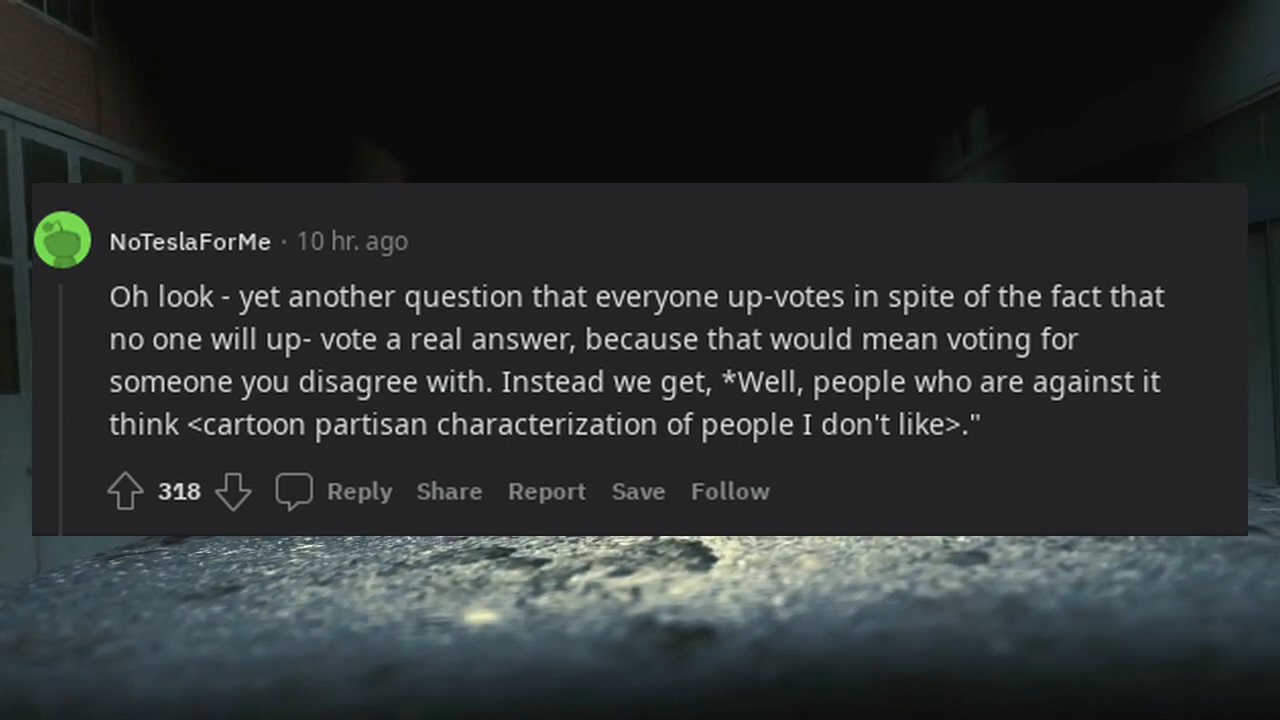 NoTeslaForMe · 10 hr. ago
Oh look - yet another question that everyone up-votes in spite of the fact that
no one will up- vote a real answer, because that would mean voting for
someone you disagree with. Instead we get, *Well, people who are against it
think <cartoon partisan characterization of people I don't like>."
318 Reply Share Report Save Follow